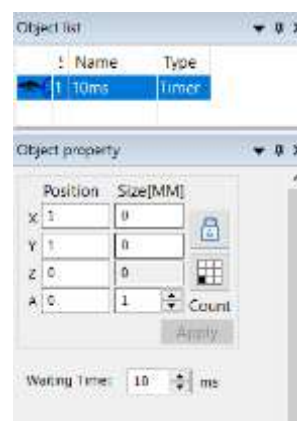 Object list
Name Type
1 10ms Timer
Object property
Position Size[MM]
X 1 0
Y 1 0
Z 0 0
A 0 1
Count
Apply
Waiting Time: 10 ms